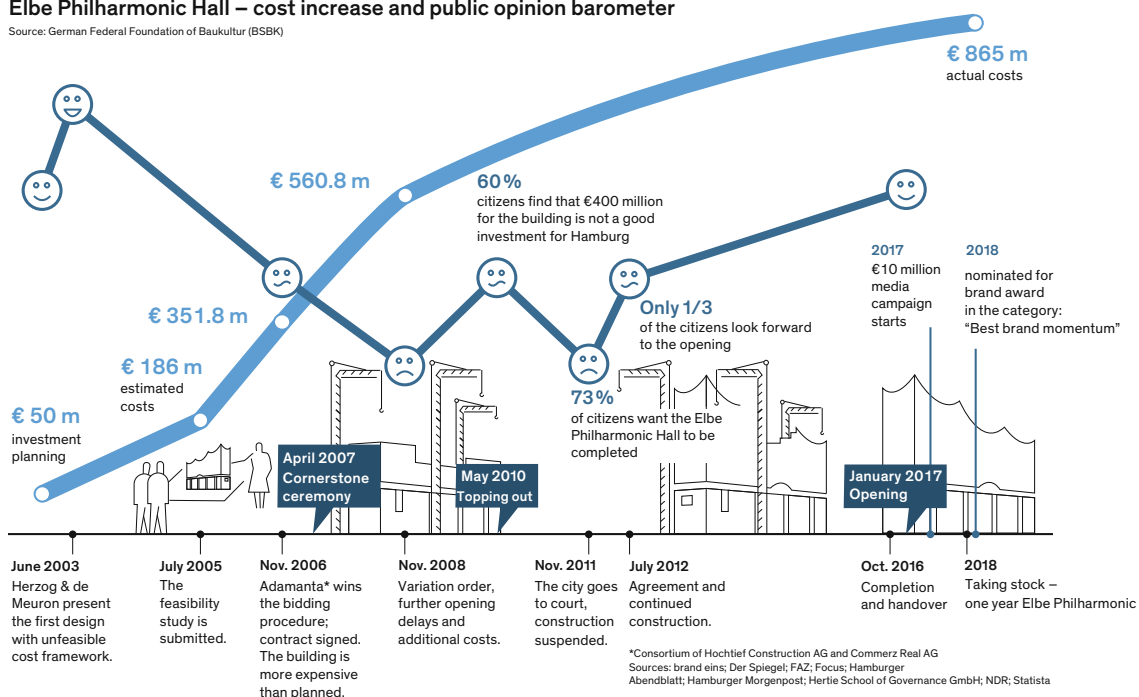 Elbe Philharmonic Hall – cost increase and public opinion barometer
Source: German Federal Foundation of Baukultur (BSBK)
€ 865 m
actual costs
€ 560.8 m
60 %
citizens find that €400 million
for the building is not a good
investment for Hamburg
2017
€10 million
media
campaign
starts
2018
nominated for
brand award
in the category:
“Best brand momentum”
€ 351.8 m
Only 1/3
of the citizens look forward
to the opening
€ 186 m
estimated
costs
73 %
of citizens want the Elbe
Philharmonic Hall to be
completed
€ 50 m
investment
planning
April 2007
Cornerstone
ceremony
May 2010
Topping out
January 2017
Opening
June 2003
Herzog & de
Meuron present
the first design
with unfeasible
cost framework.
July 2005
The
feasibility
study is
submitted.
Nov. 2006
Adamanta* wins
the bidding
procedure;
contract signed.
The building is
more expensive
than planned.
Nov. 2008
Variation order,
further opening
delays and
additional costs.
Nov. 2011
The city goes
to court,
construction
suspended.
July 2012
Agreement and
continued
construction.
Oct. 2016
Completion
and handover
2018
Taking stock –
one year Elbe Philharmonic
*Consortium of Hochtief Construction AG and Commerz Real AG
Sources: brand eins; Der Spiegel; FAZ; Focus; Hamburger
Abendblatt; Hamburger Morgenpost; Hertie School of Governance GmbH; NDR; Statista